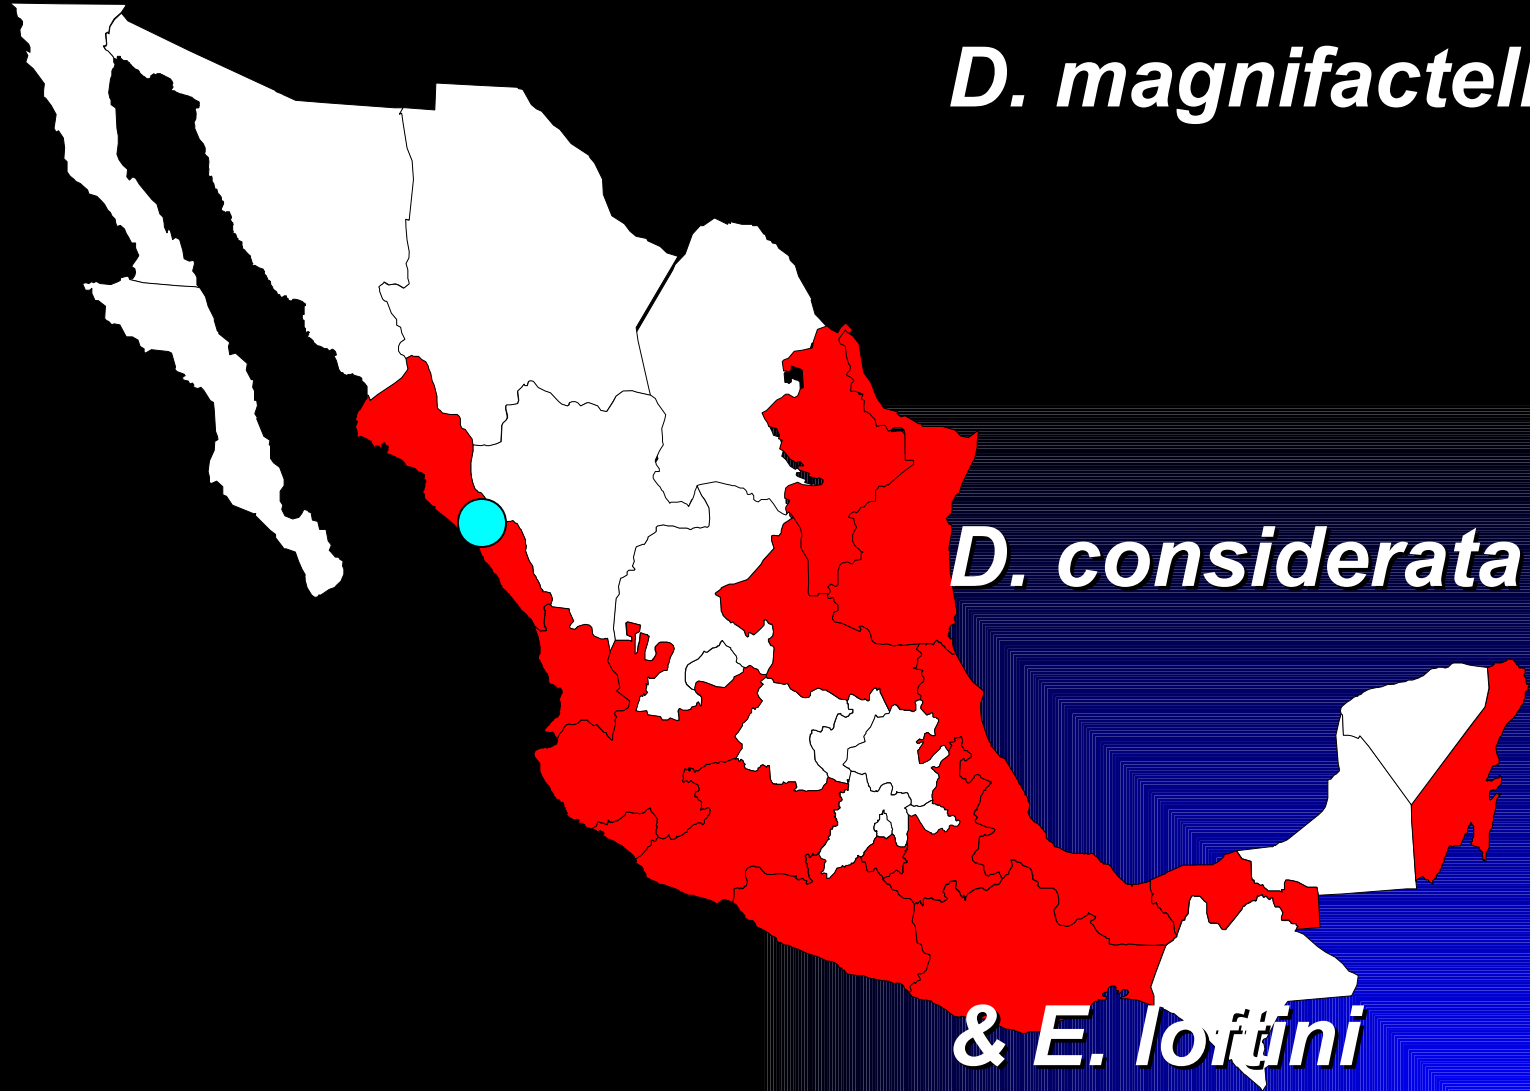 D. magnifactell
D. considerata
& E. loftini